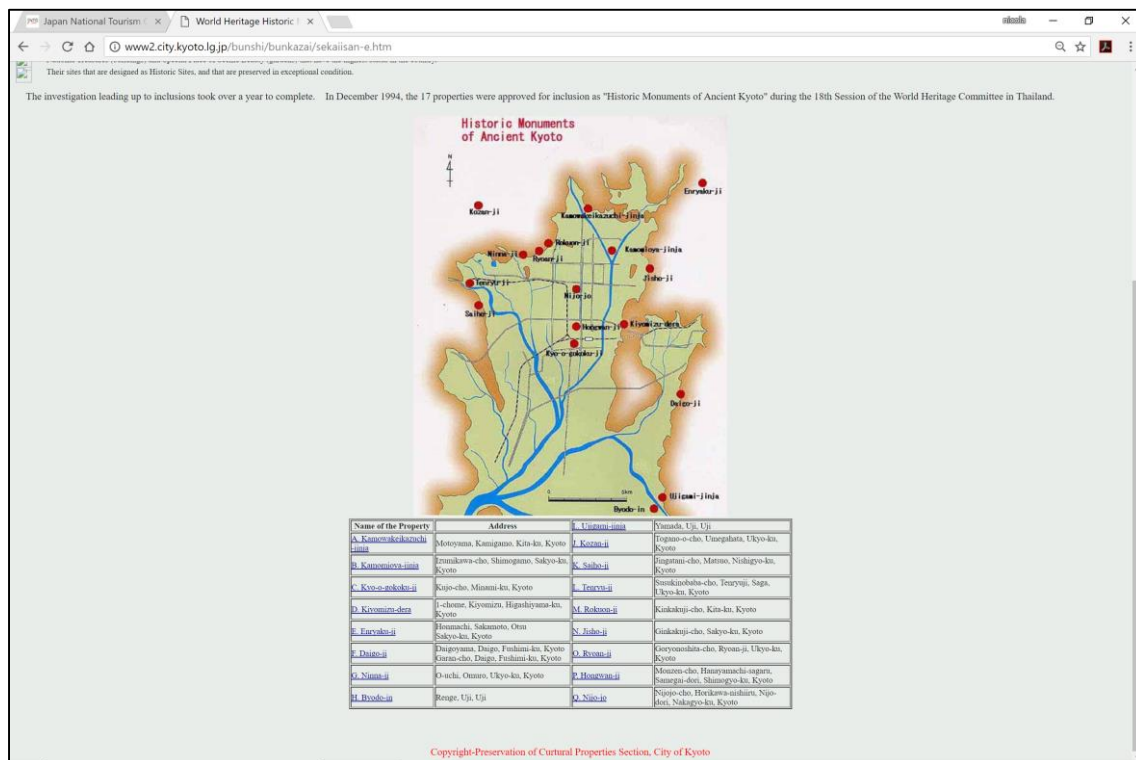 Japan National Tourism
World Heritage Historic
www2.city.kyoto.lg.jp/bunshi/bunkazai/sekaiisan-e.htm
Their sites that are designed as Historic Sites, and that are preserved in exceptional condition.
The investigation leading up to inclusions took over a year to complete. In December 1994, the 17 properties were approved for inclusion as "Historic Monuments of Ancient Kyoto" during the 18th Session of the World Heritage Committee in Thailand.
Historic Monuments
of Ancient Kyoto
N
Enryaku-ji
Kozan-ji
Kamowakeikazuchi-jinja
Rokuon-ji
Kamomioya-jinja
Ninna-ji
Ryoan-ji
Jisho-ji
Tenryu-ji
Nijo-jo
Saiho-ji
Hongwan-ji
Kiyomizu-dera
Kyo-o-gokoku-ji
Daigo-ji
Ujigami-jinja
Byodo-in
Name of the Property Address I. Ujigami-jinja Yamada, Uji, Uji
A. Kamowakeikazuchi-jinja Motoyama, Kamigamo, Kita-ku, Kyoto J. Kozan-ji Togano-o-cho, Umegahata, Ukyo-ku, Kyoto
B. Kamomioya-jinja Izumikawa-cho, Shimogamo, Sakyo-ku, Kyoto K. Saiho-ji Jingatani-cho, Matuno, Nishigyo-ku, Kyoto
C. Kyo-o-gokoku-ji Kujo-cho, Minami-ku, Kyoto L. Tenryu-ji Susukinobaba-cho, Tenryuji, Saga, Ukyo-ku, Kyoto
D. Kiyomizu-dera 1-chome, Kiyomizu, Higashiyama-ku, Kyoto M. Rokuon-ji Kinkakuji-cho, Kita-ku, Kyoto
E. Enryaku-ji Honmachi, Sakamoto, Otsu Sakyo-ku, Kyoto N. Jisho-ji Ginkakuji-cho, Sakyo-ku, Kyoto
F. Daigo-ji Daigoyama, Daigo, Fushimi-ku, Kyoto Garan-cho, Daigo, Fushimi-ku, Kyoto O. Ryoan-ji Goryonoshita-cho, Ryoan-ji, Ukyo-ku, Kyoto
G. Ninna-ji O-uchi, Omuro, Ukyo-ku, Kyoto P. Hongwan-ji Monzen-cho, Hanayamachi-sagaru, Samegai-dori, Shimogyo-ku, Kyoto
H. Byodo-in Renge, Uji, Uji Q. Nijo-jo Nijojo-cho, Horikawa-nishiiru, Nijo-dori, Nakagyo-ku, Kyoto
Copyright-Preservation of Curtural Properties Section, City of Kyoto